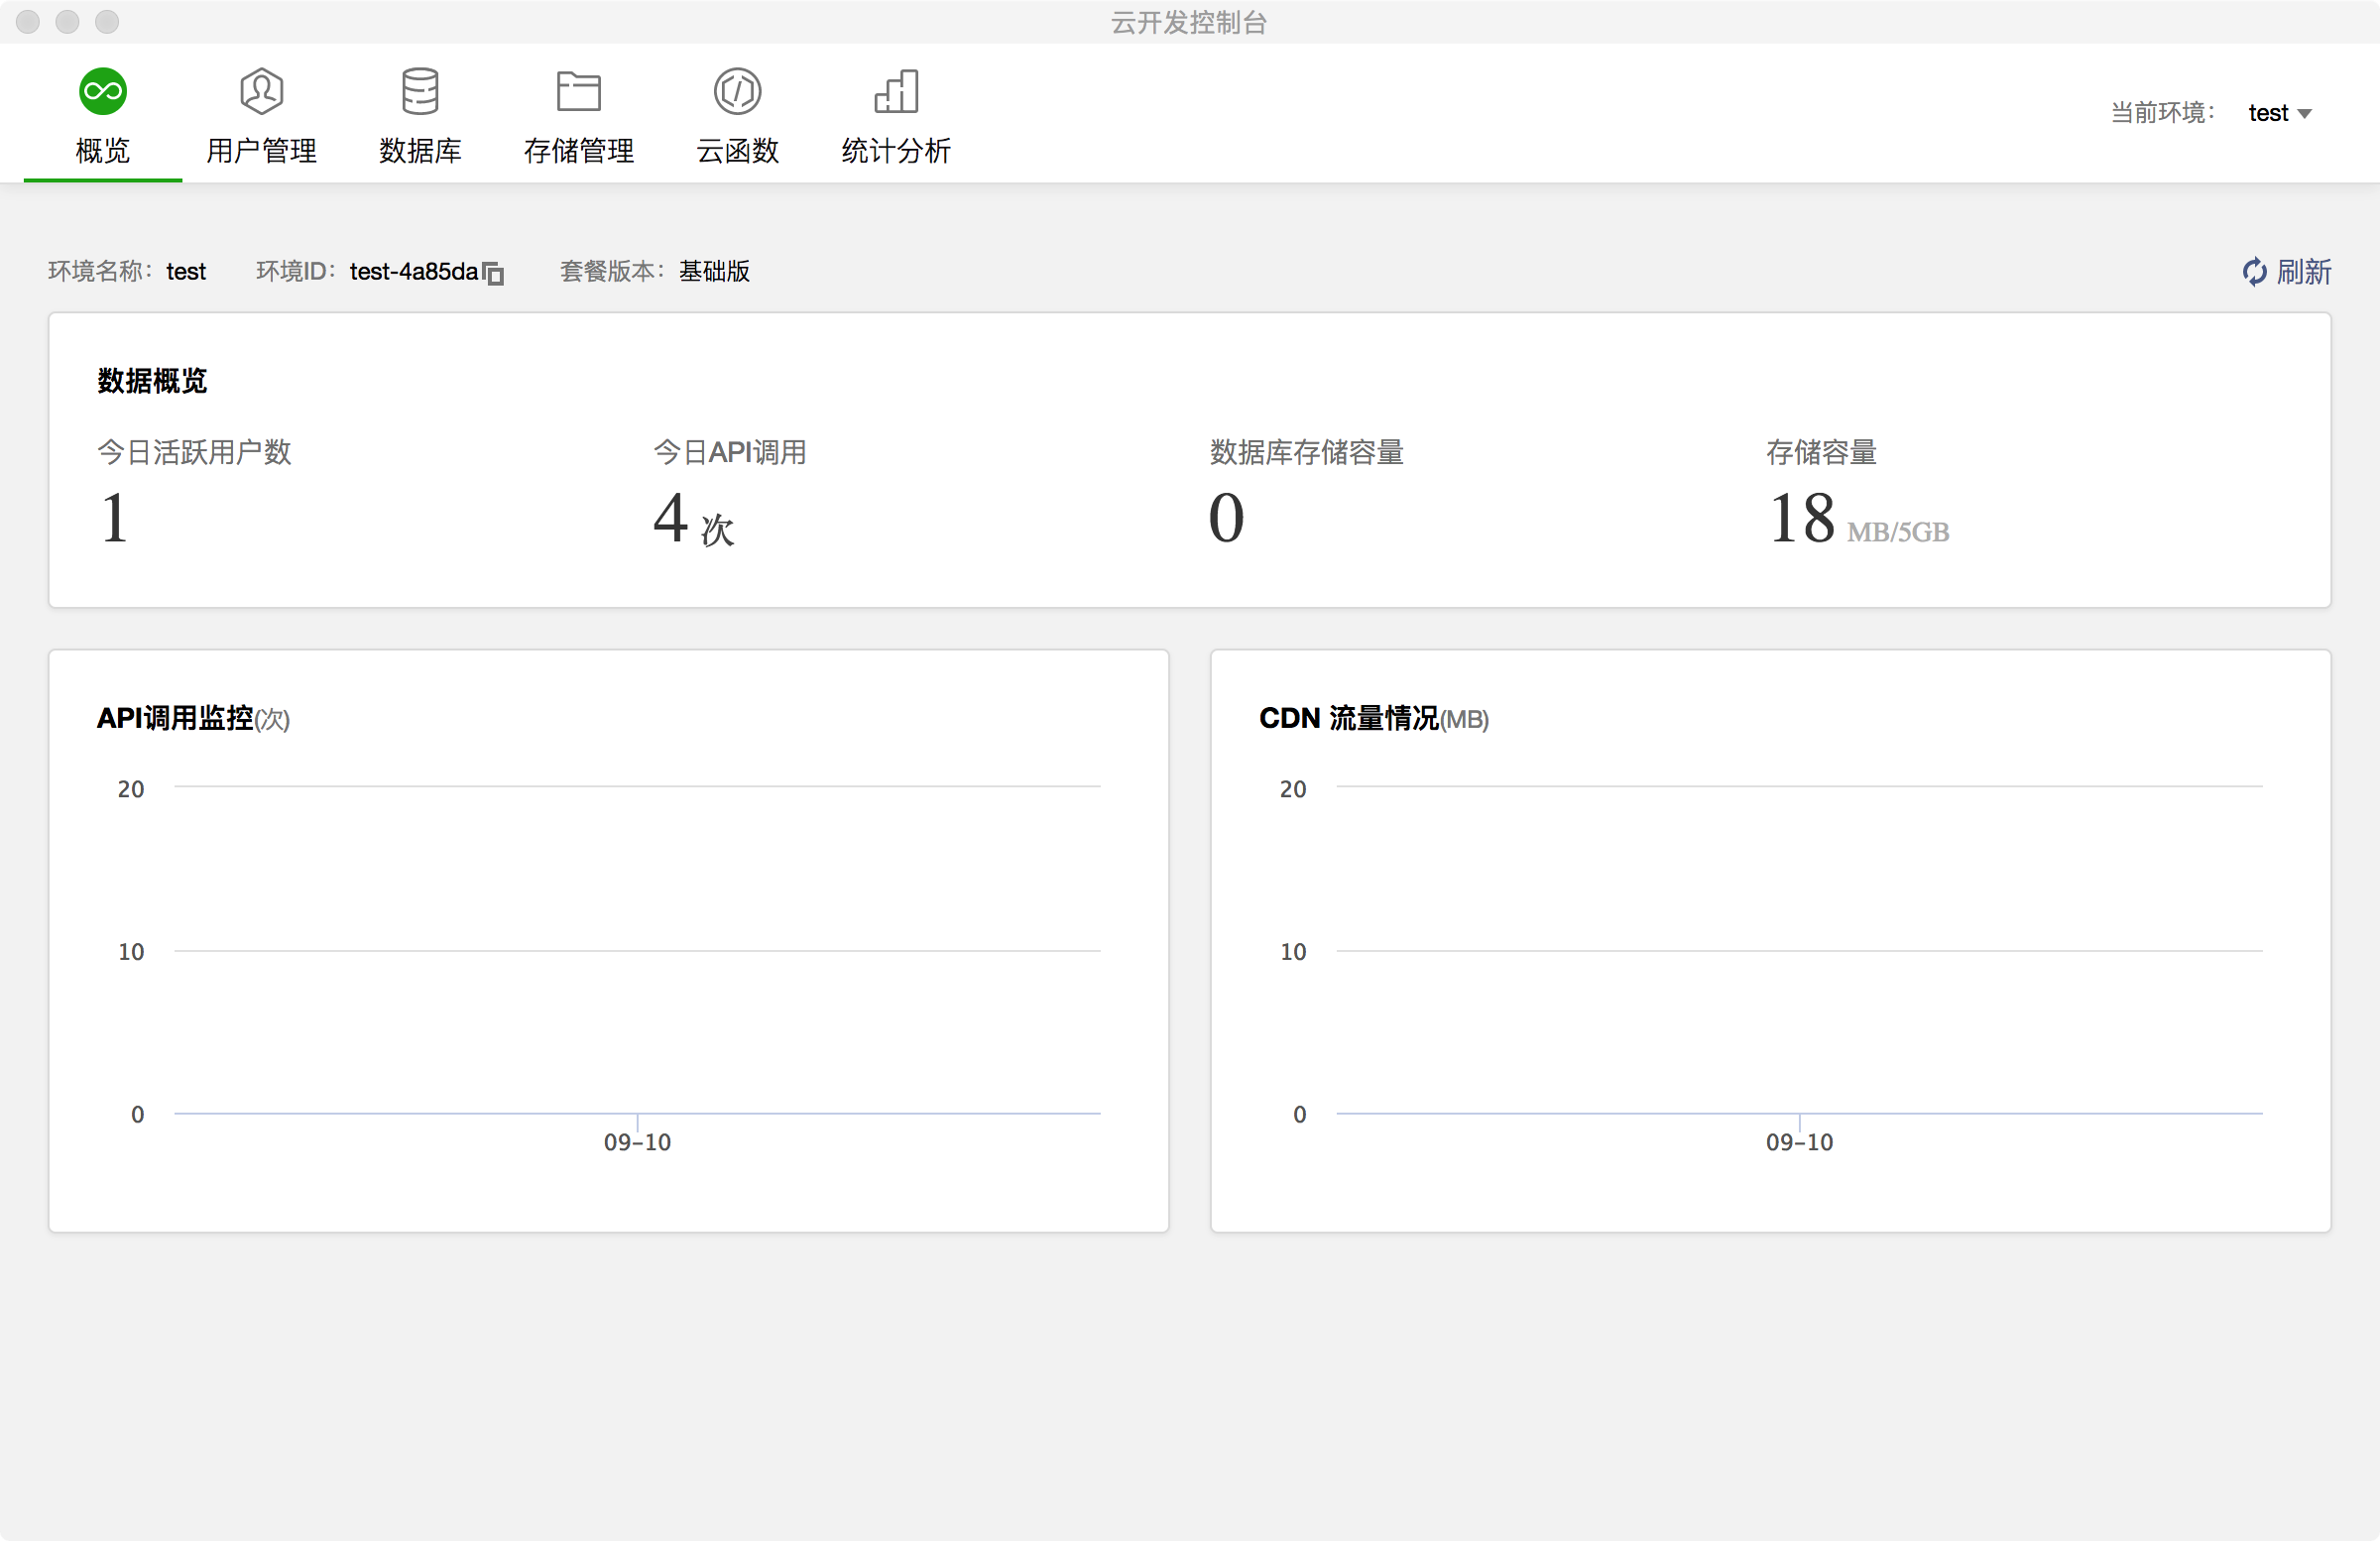 云开发控制台
概览 用户管理 数据库 存储管理 云函数 统计分析
当前环境： test
环境名称：test 环境ID：test-4a85da 套餐版本：基础版 刷新
数据概览
今日活跃用户数 今日API调用 数据库存储容量 存储容量
1 4 次 0 18 MB/5GB
API调用监控(次)
20
10
0
09-10
CDN 流量情况(MB)
20
10
0
09-10